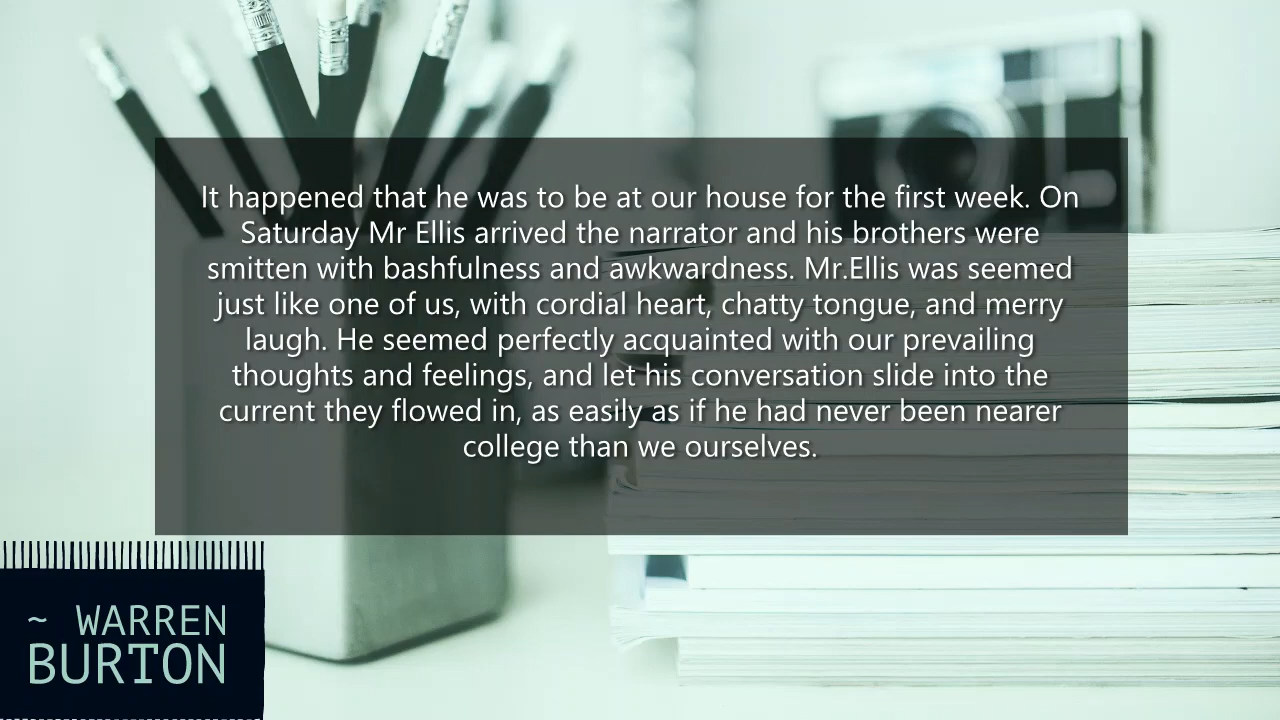 It happened that he was to be at our house for the first week. On
Saturday Mr Ellis arrived the narrator and his brothers were
smitten with bashfulness and awkwardness. Mr.Ellis was seemed
just like one of us, with cordial heart, chatty tongue, and merry
laugh. He seemed perfectly acquainted with our prevailing
thoughts and feelings, and let his conversation slide into the
current they flowed in, as easily as if he had never been nearer
college than we ourselves.
~ WARREN
BURTON